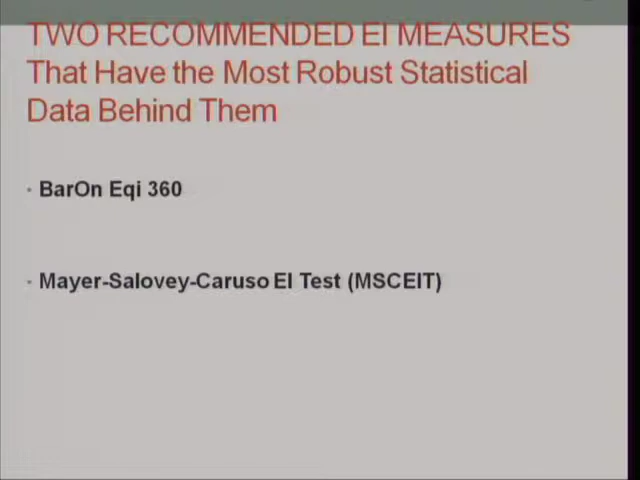 TWO RECOMMENDED EI MEASURES
That Have the Most Robust Statistical
Data Behind Them
• BarOn Eqi 360
• Mayer-Salovey-Caruso EI Test (MSCEIT)